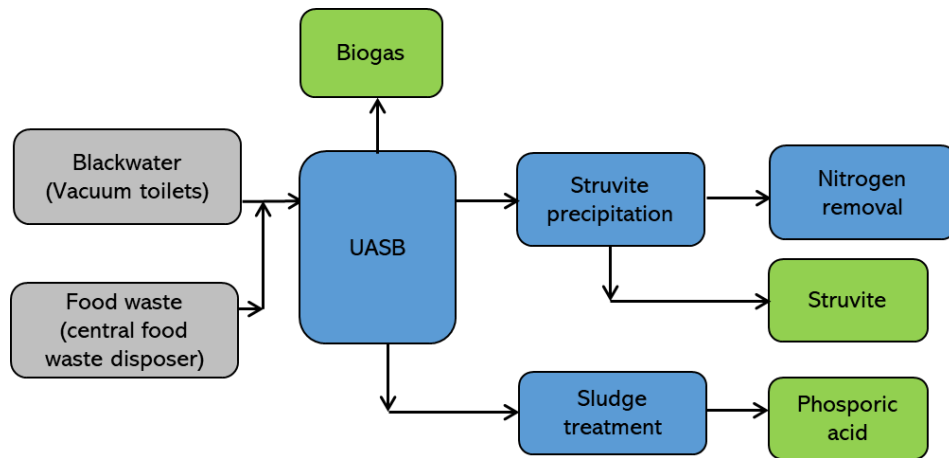 Biogas
Blackwater
(Vacuum toilets)
UASB
Struvite
precipitation
Nitrogen
removal
Food waste
(central food
waste disposer)
Struvite
Sludge
treatment
Phosporic
acid